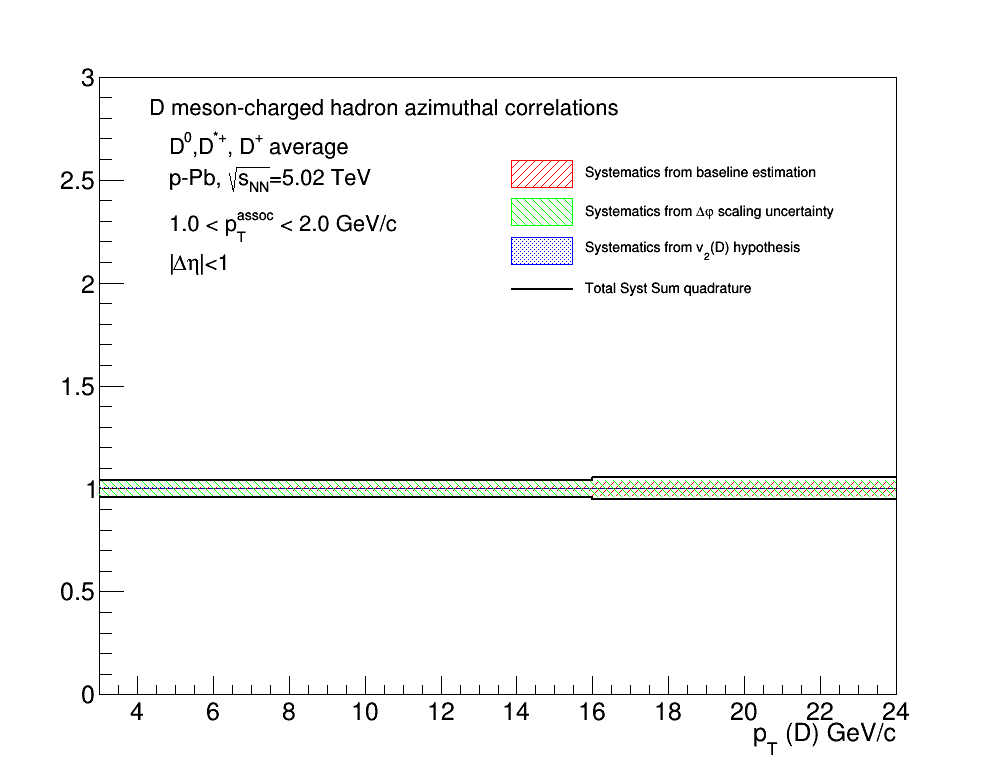 D meson-charged hadron azimuthal correlations
D⁰,D*⁺, D⁺ average
p-Pb, √sNN=5.02 TeV
1.0 < pTassoc < 2.0 GeV/c
|Δη|<1
Systematics from baseline estimation
Systematics from Δφ scaling uncertainty
Systematics from v₂(D) hypothesis
Total Syst Sum quadrature
3
2.5
2
1.5
1
0.5
0
4 6 8 10 12 14 16 18 20 22 24
pT (D) GeV/c